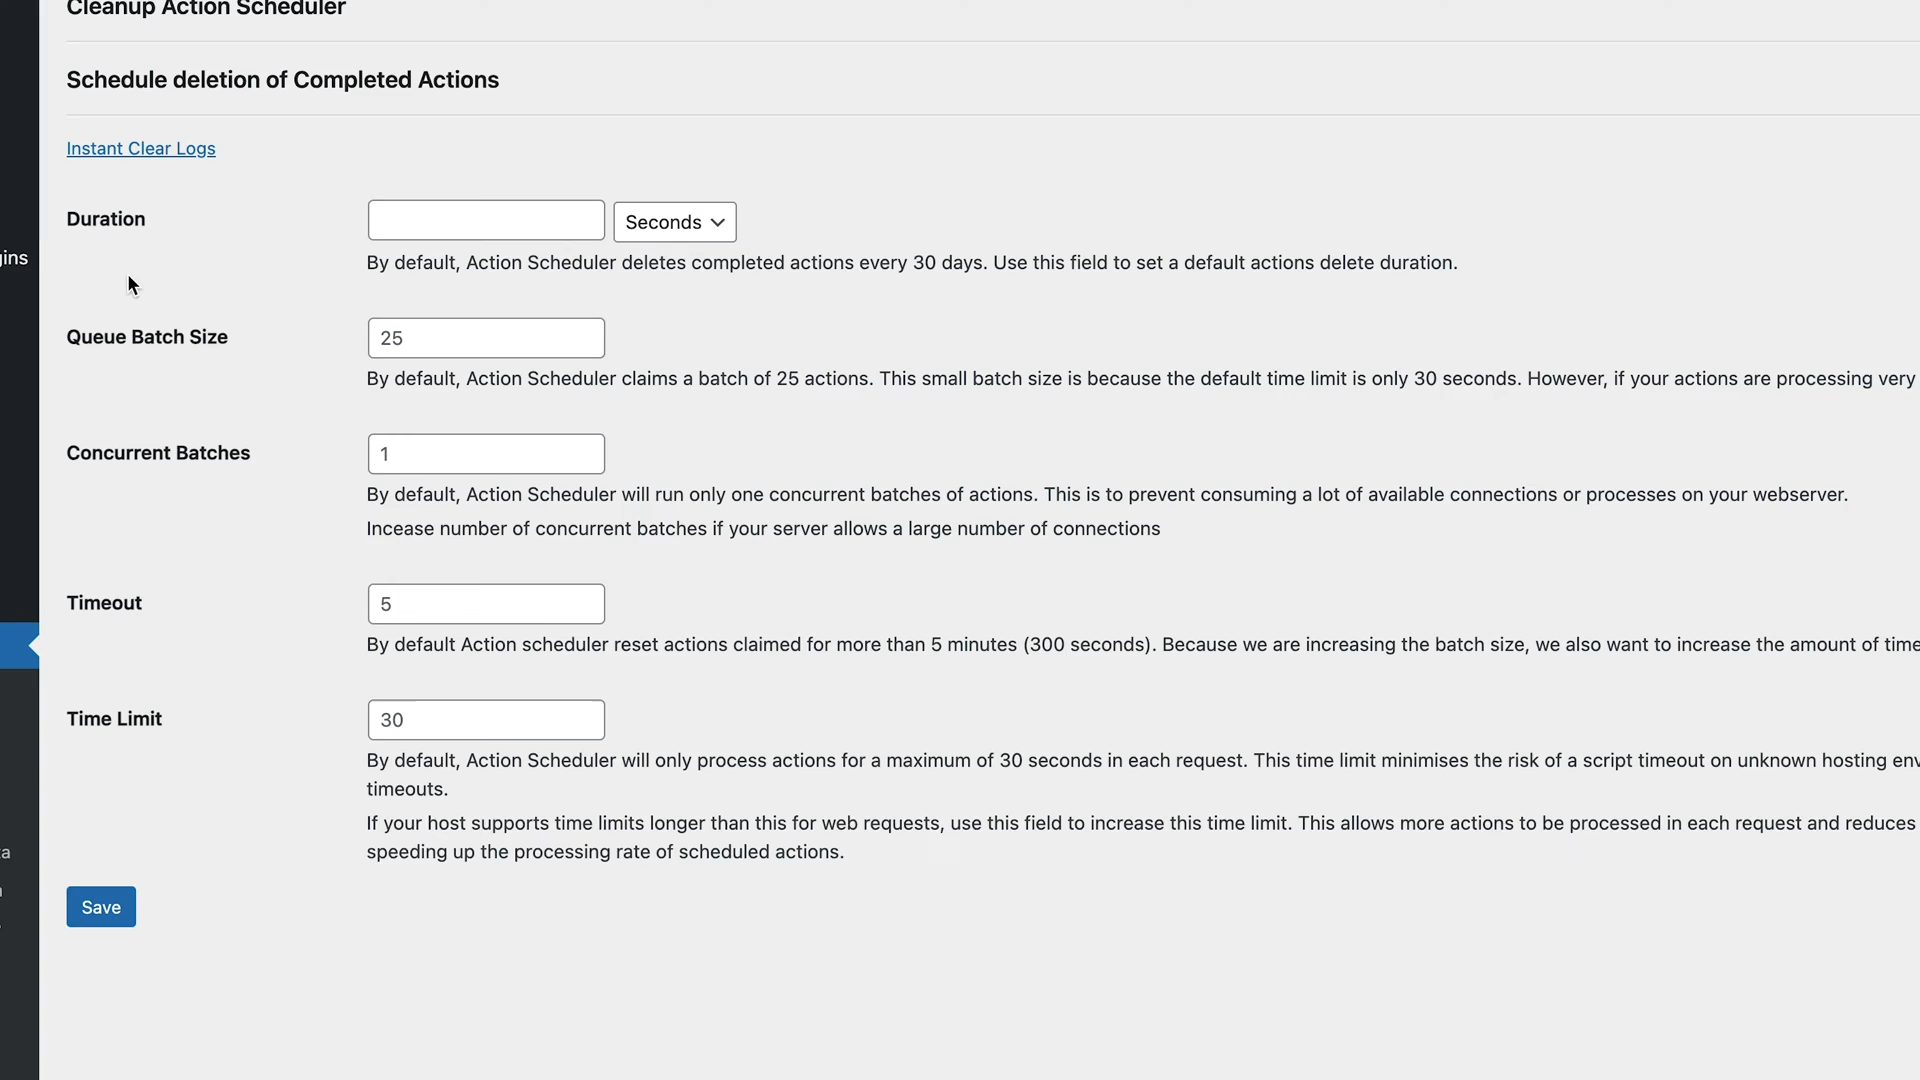 Cleanup Action Scheduler
Schedule deletion of Completed Actions
Instant Clear Logs
Duration
Seconds
By default, Action Scheduler deletes completed actions every 30 days. Use this field to set a default actions delete duration.
gins
Queue Batch Size
25
By default, Action Scheduler claims a batch of 25 actions. This small batch size is because the default time limit is only 30 seconds. However, if your actions are processing very
Concurrent Batches
1
By default, Action Scheduler will run only one concurrent batches of actions. This is to prevent consuming a lot of available connections or processes on your webserver.
Incease number of concurrent batches if your server allows a large number of connections
Timeout
5
By default Action scheduler reset actions claimed for more than 5 minutes (300 seconds). Because we are increasing the batch size, we also want to increase the amount of time
Time Limit
30
By default, Action Scheduler will only process actions for a maximum of 30 seconds in each request. This time limit minimises the risk of a script timeout on unknown hosting env
timeouts.
If your host supports time limits longer than this for web requests, use this field to increase this time limit. This allows more actions to be processed in each request and reduces
speeding up the processing rate of scheduled actions.
Save